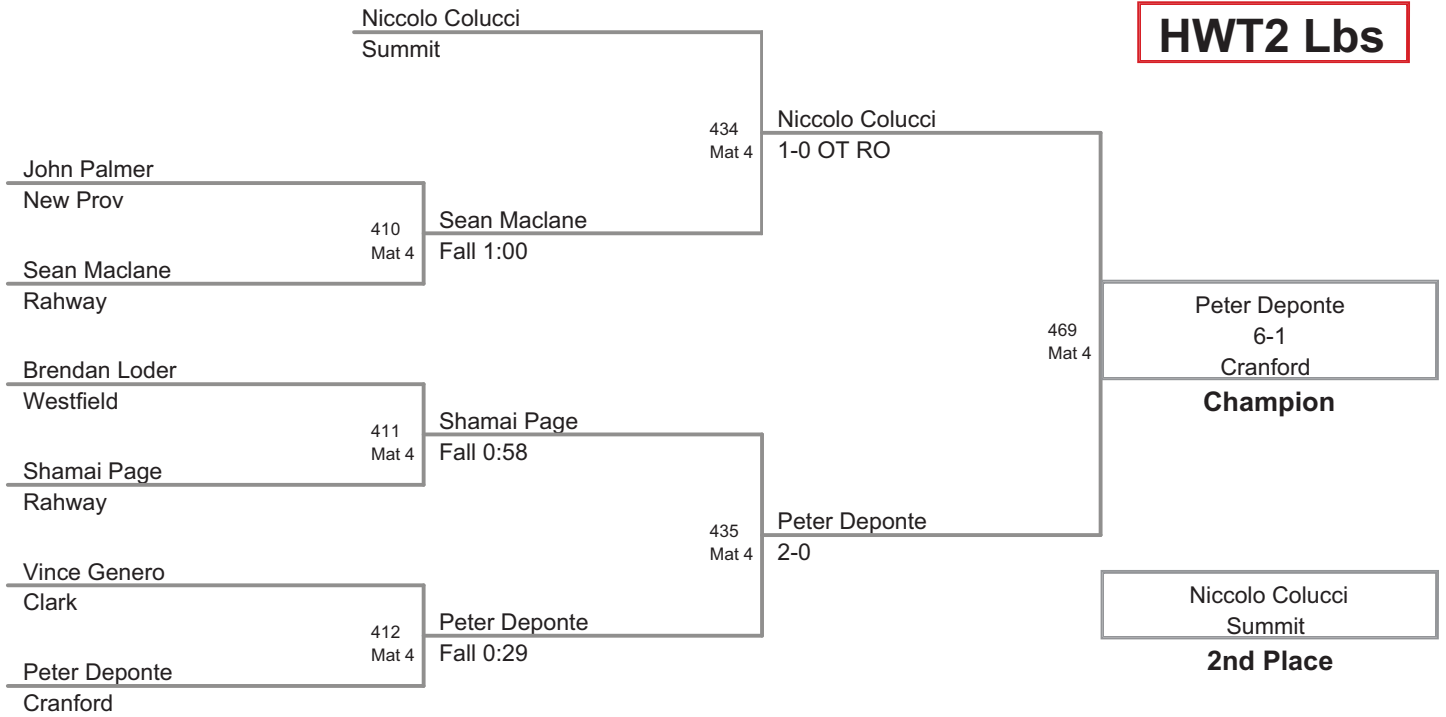 Niccolo Colucci
Summit
HWT2 Lbs
434
Mat 4
Niccolo Colucci
1-0 OT RO
John Palmer
New Prov
410
Mat 4
Sean Maclane
Fall 1:00
Sean Maclane
Rahway
469
Mat 4
Peter Deponte
6-1
Cranford
Champion
Brendan Loder
Westfield
411
Mat 4
Shamai Page
Fall 0:58
Shamai Page
Rahway
435
Mat 4
Peter Deponte
2-0
Vince Genero
Clark
412
Mat 4
Peter Deponte
Fall 0:29
Peter Deponte
Cranford
Niccolo Colucci
Summit
2nd Place